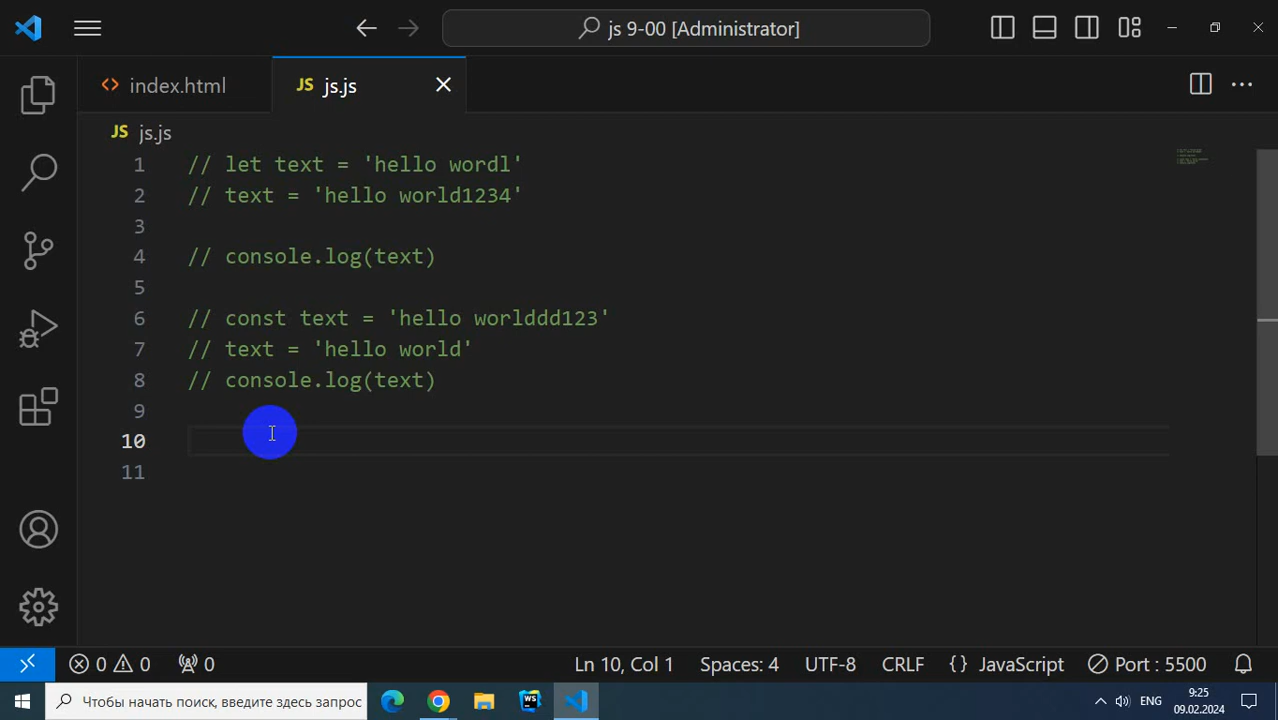 js 9-00 [Administrator]
<> index.html
JS js.js
JS js.js
1 // let text = 'hello wordl'
2 // text = 'hello world1234'
3
4 // console.log(text)
5
6 // const text = 'hello worlddd123'
7 // text = 'hello world'
8 // console.log(text)
9
10
11
0 0 0 Ln 10, Col 1 Spaces: 4 UTF-8 CRLF {} JavaScript Port : 5500
Чтобы начать поиск, введите здесь запрос WS ENG 9:25
09.02.2024